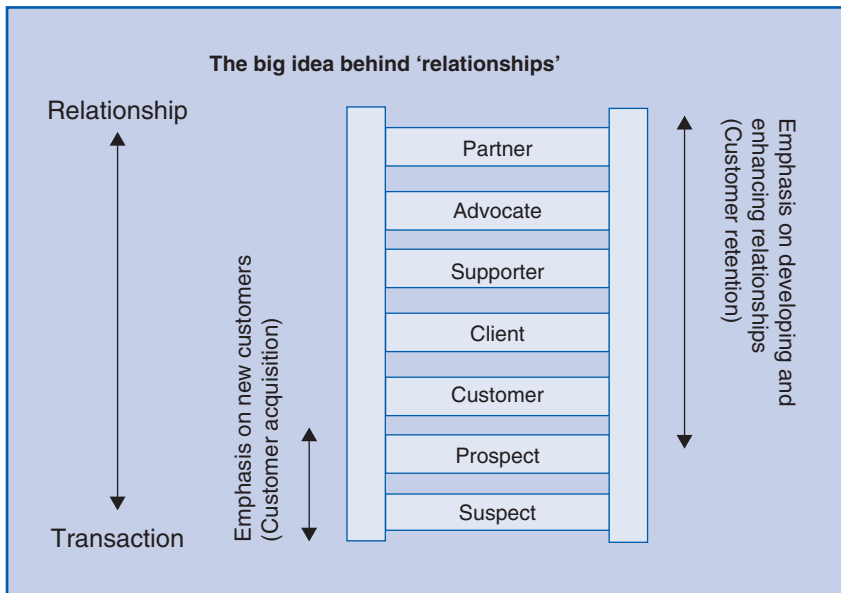 The big idea behind ‘relationships’
Relationship
Transaction
Emphasis on new customers
(Customer acquisition)
Partner
Advocate
Supporter
Client
Customer
Prospect
Suspect
Emphasis on developing and
enhancing relationships
(Customer retention)